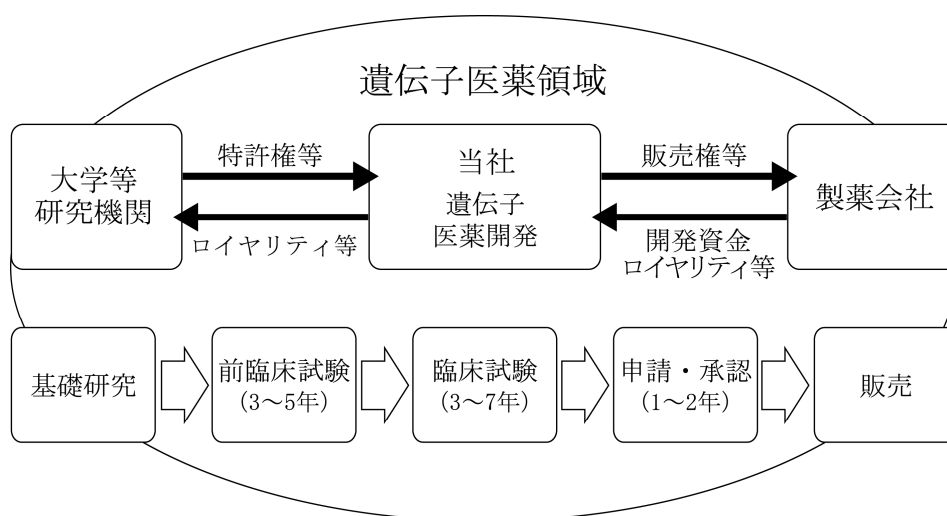 遺伝子医薬領域
大学等
研究機関
特許権等
ロイヤリティ等
当社
遺伝子
医薬開発
販売権等
開発資金
ロイヤリティ等
製薬会社
基礎研究
前臨床試験
(3～5年)
臨床試験
(3～7年)
申請・承認
(1～2年)
販売